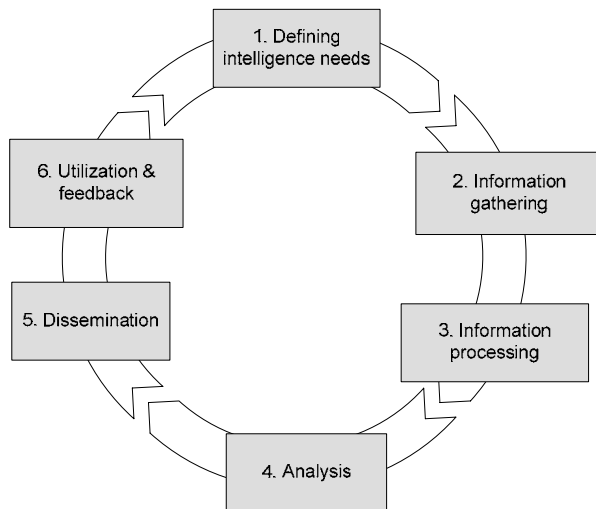 1. Defining
intelligence needs
2. Information
gathering
3. Information
processing
4. Analysis
5. Dissemination
6. Utilization &
feedback